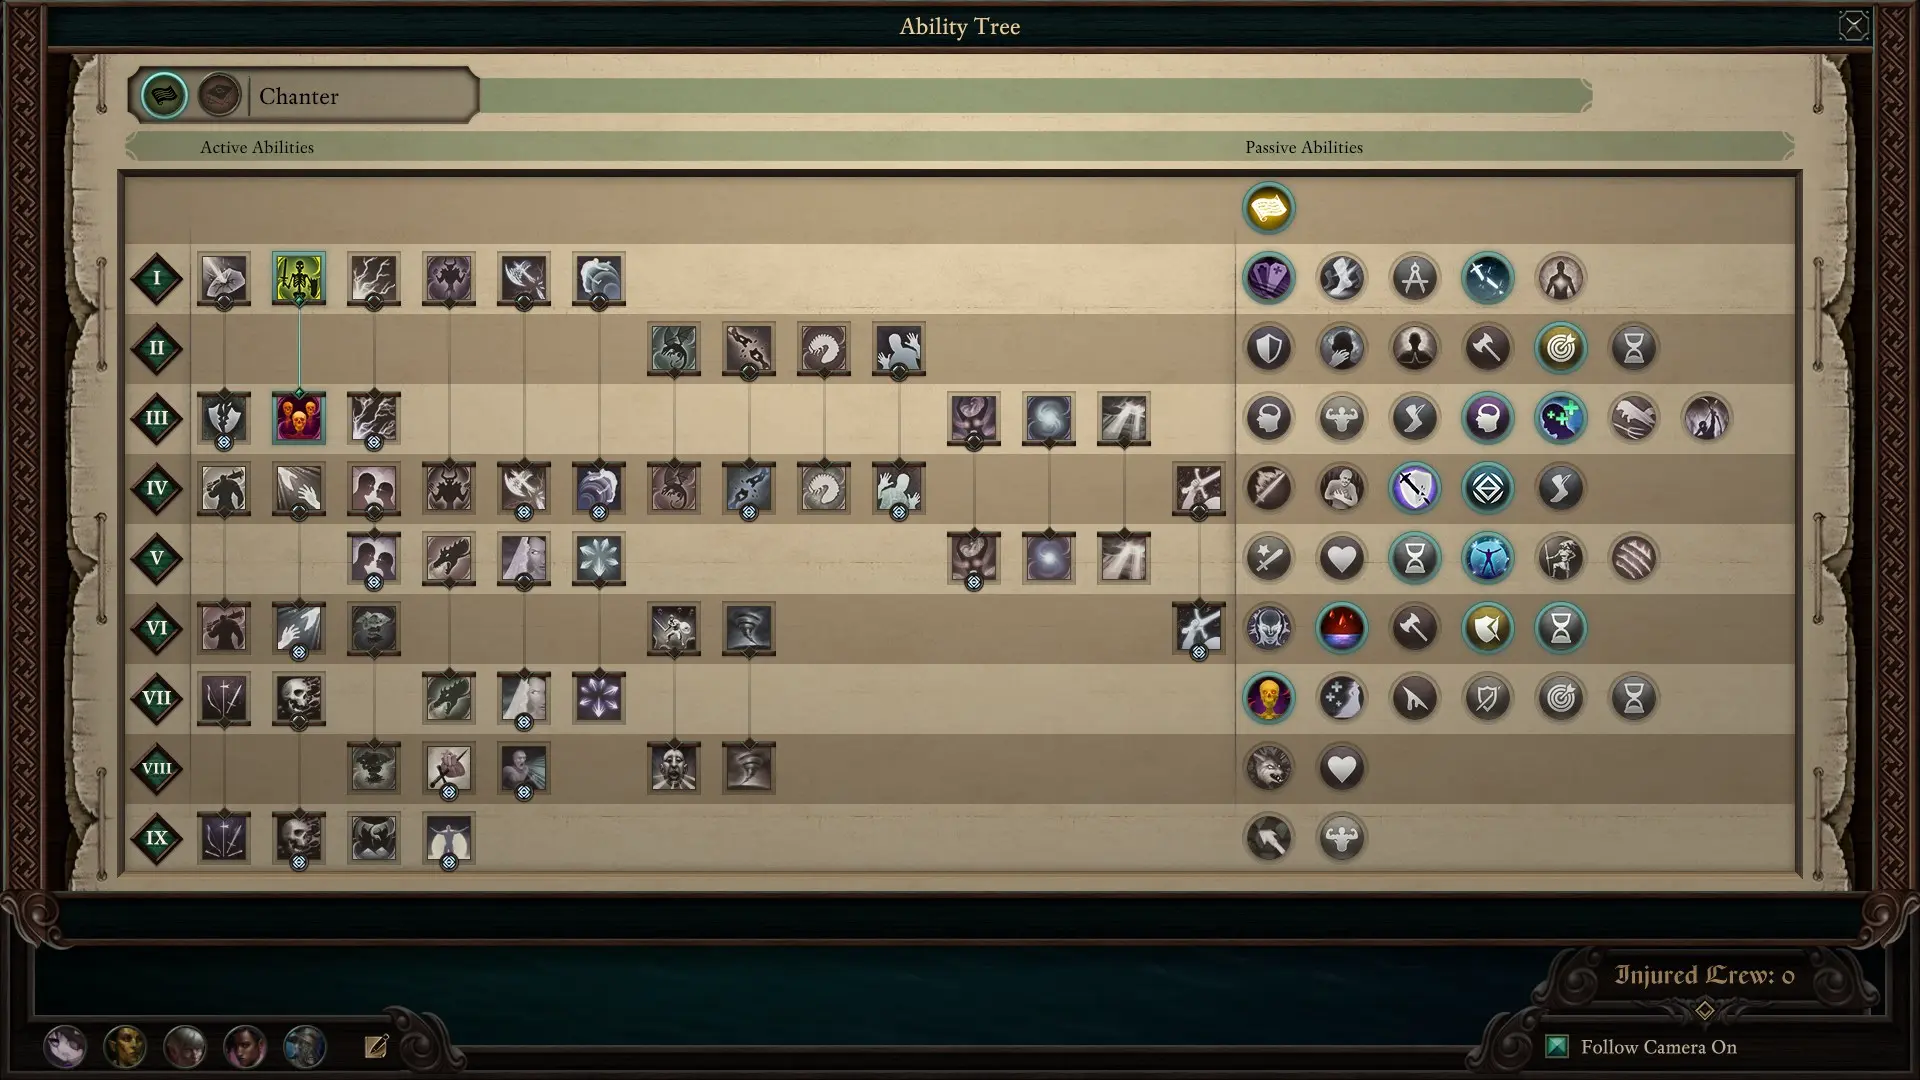 Ability Tree
Chanter
Active Abilities
Passive Abilities
I
II
III
IV
V
VI
VII
VIII
IX
Injured Crew: 0
Follow Camera On